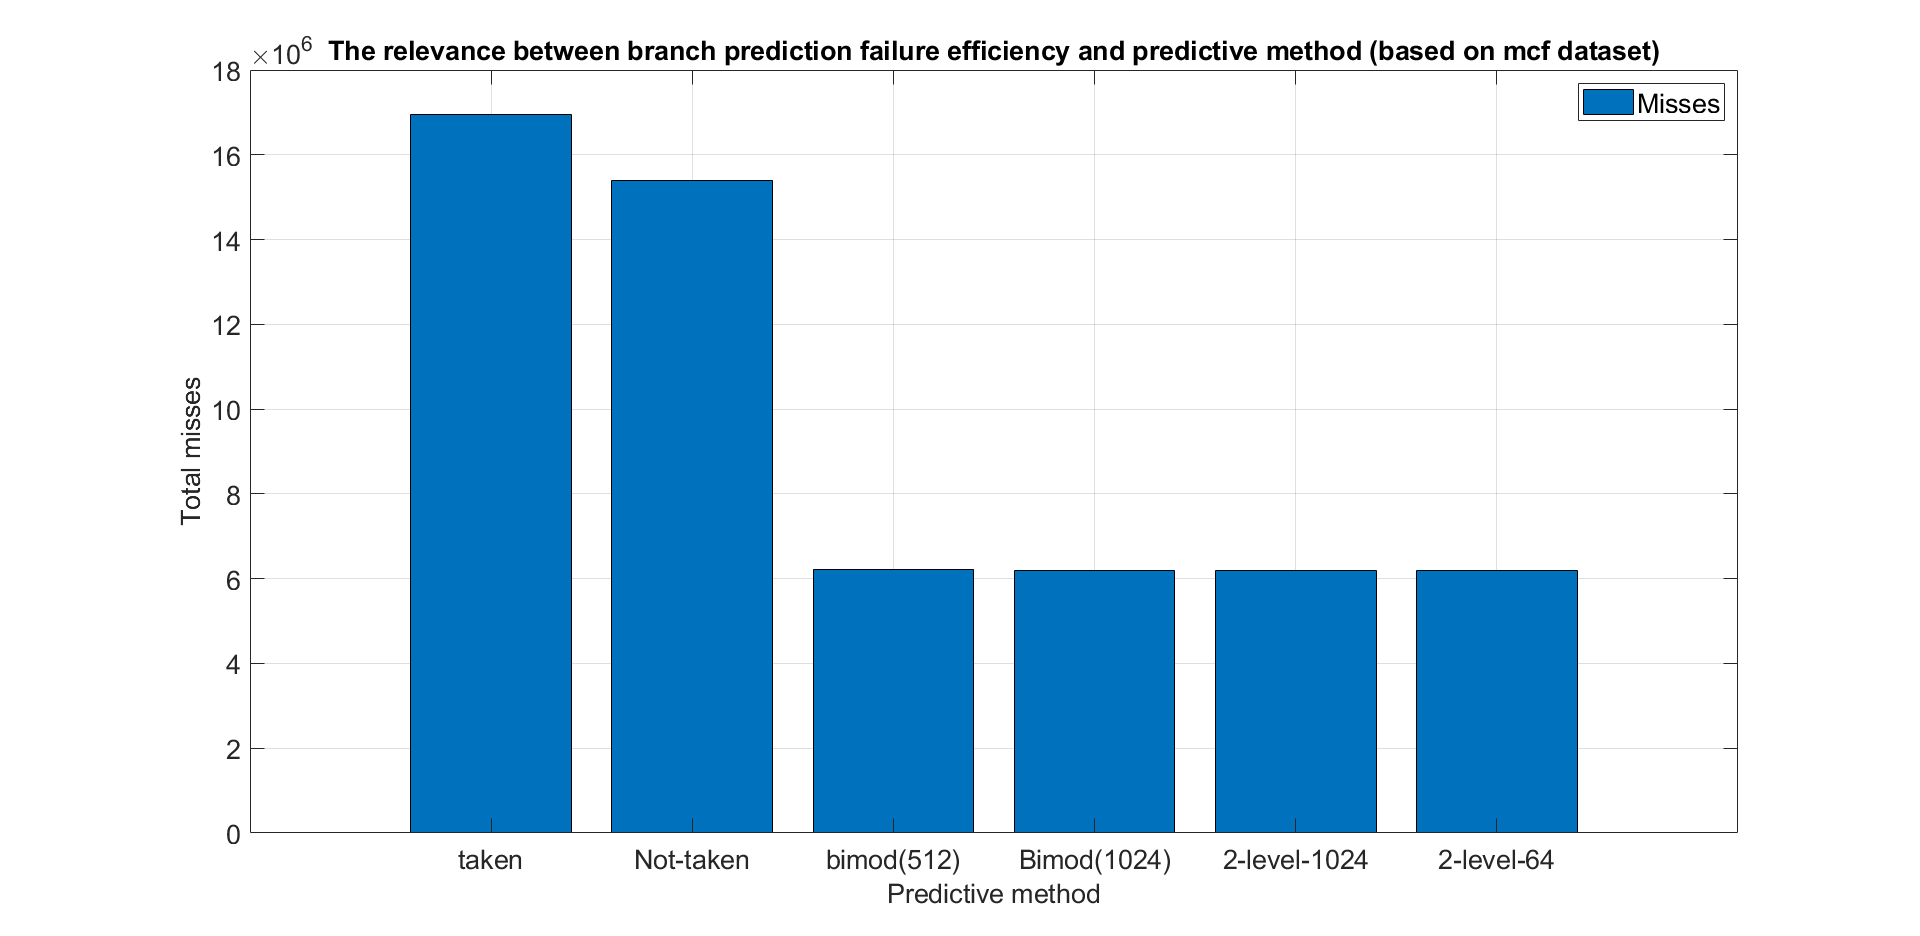 ×10⁶ The relevance between branch prediction failure efficiency and predictive method (based on mcf dataset)
18
Misses
16
14
12
10
8
6
4
2
0
Total misses
taken Not-taken bimod(512) Bimod(1024) 2-level-1024 2-level-64
Predictive method